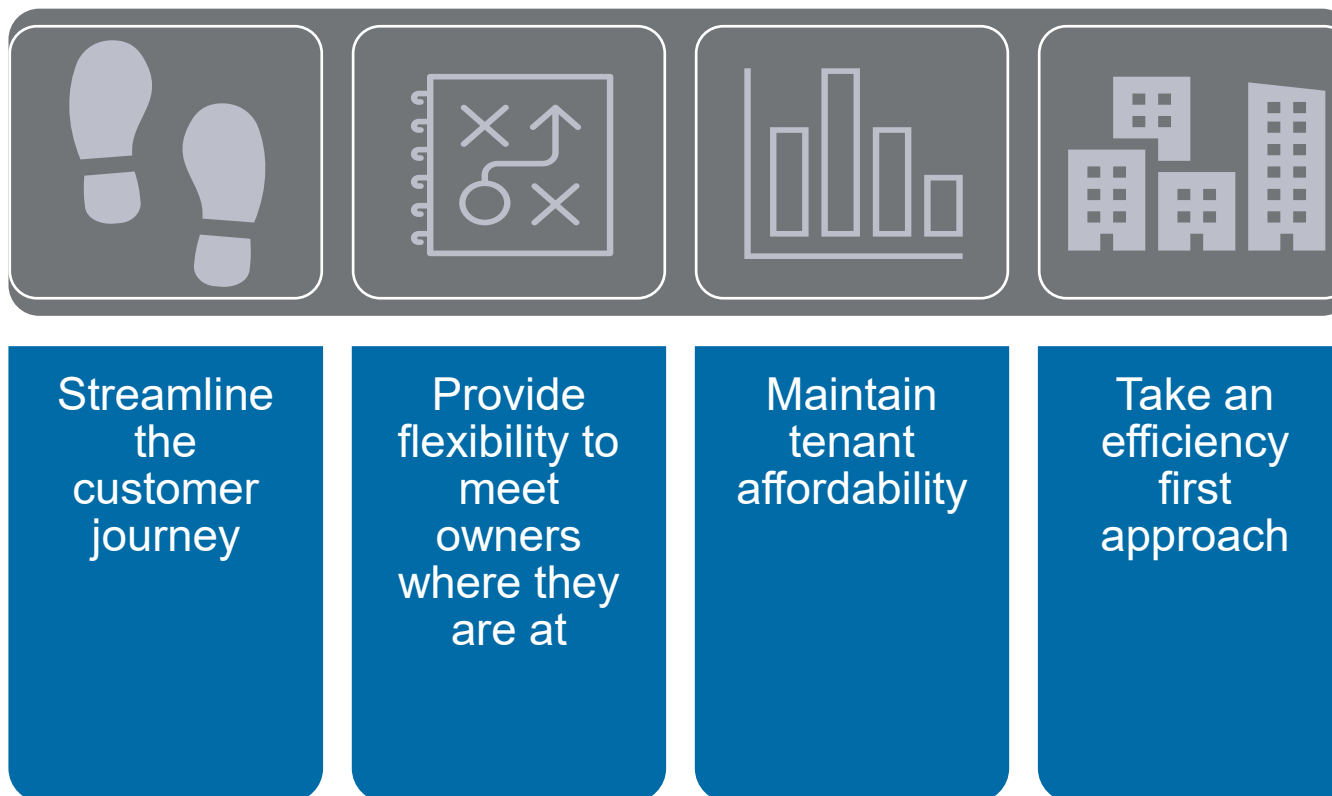 Streamline
the
customer
journey
Provide
flexibility to
meet
owners
where they
are at
Maintain
tenant
affordability
Take an
efficiency
first
approach